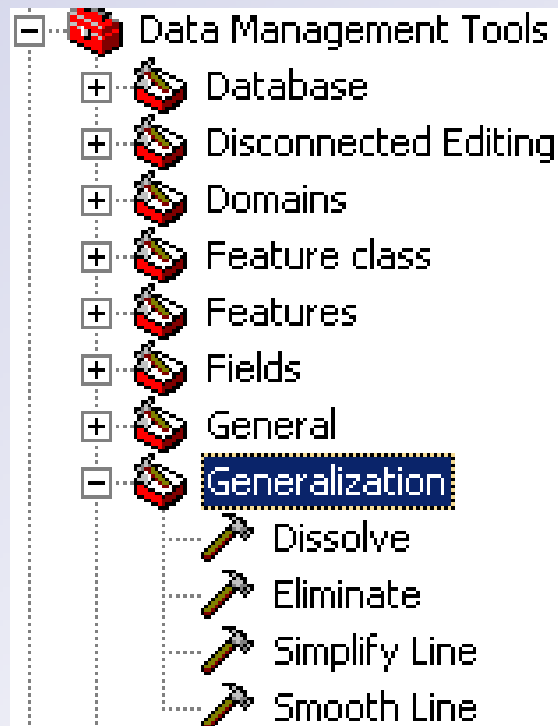 Data Management Tools
Database
Disconnected Editing
Domains
Feature class
Features
Fields
General
Generalization
Dissolve
Eliminate
Simplify Line
Smooth Line